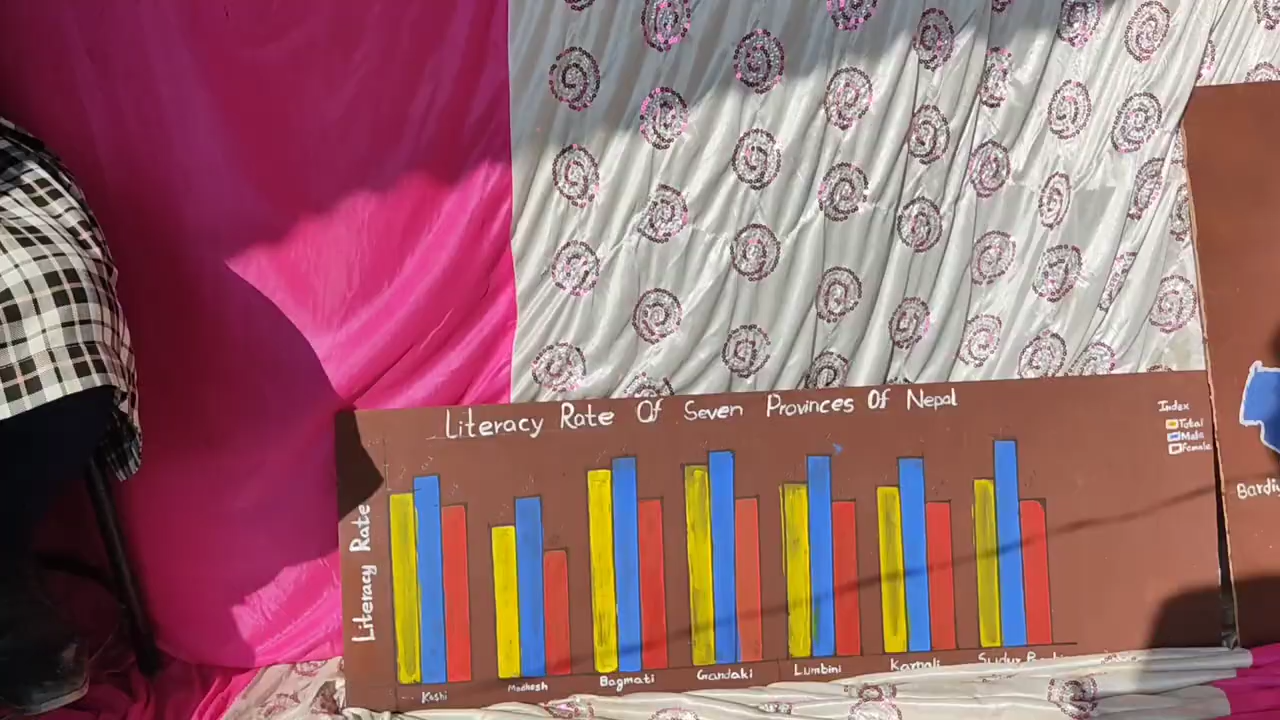 Literacy Rate Of Seven Provinces Of Nepal
Index
Total
Male
Female
Literacy Rate
Koshi
Madhesh
Bagmati
Gandaki
Lumbini
Karnali
Sudur